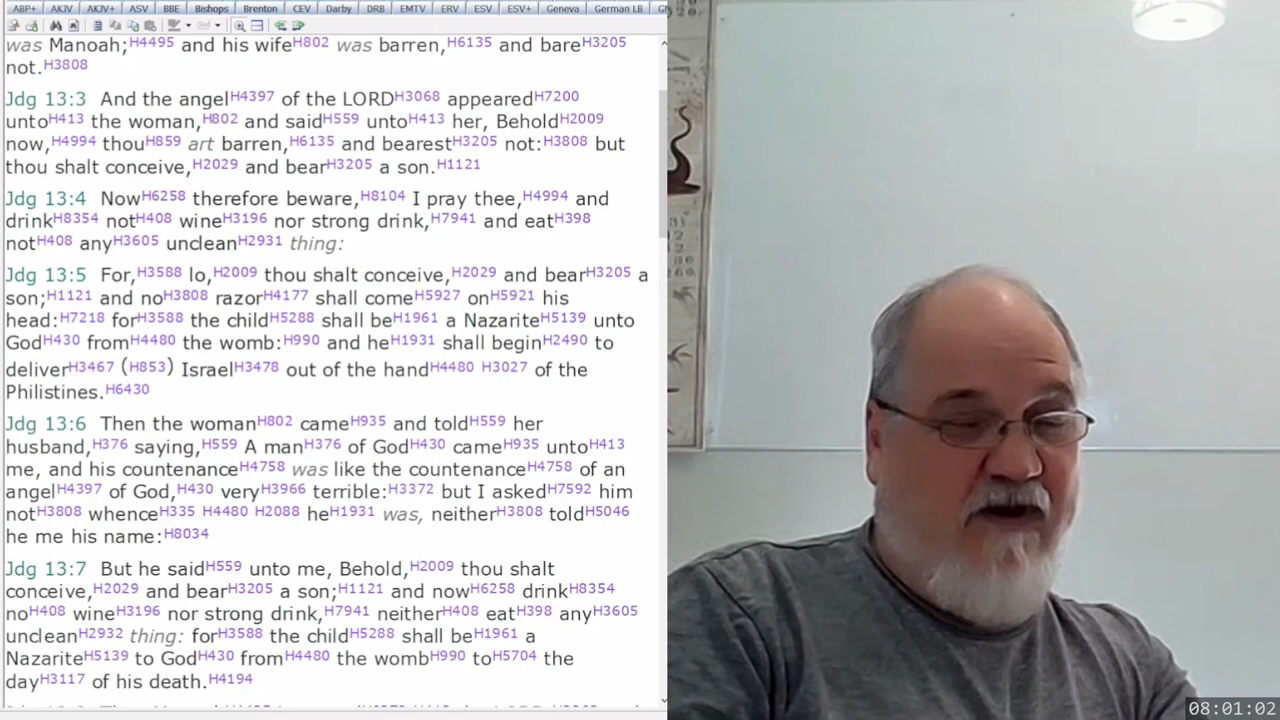 ABP+ AKJV AKJV+ ASV BBE Bishops Brenton CEV Darby DRB EMTV ERV ESV ESV+ Geneva German LB
was Manoah;H4495 and his wifeH802 was barren,H6135 and bareH3205
not.H3808
Jdg 13:3 And the angelH4397 of the LORDH3068 appearedH7200
untoH413 the woman,H802 and saidH559 untoH413 her, BeholdH2009
now,H4994 thouH859 art barren,H6135 and bearestH3205 not:H3808 but
thou shalt conceive,H2029 and bearH3205 a son.H1121
Jdg 13:4 NowH6258 therefore beware,H8104 I pray thee,H4994 and
drinkH8354 notH408 wineH3196 nor strong drink,H7941 and eatH398
notH408 anyH3605 uncleanH2931 thing:
Jdg 13:5 For,H3588 lo,H2009 thou shalt conceive,H2029 and bearH3205 a
son;H1121 and noH3808 razorH4177 shall comeH5927 onH5921 his
head:H7218 forH3588 the childH5288 shall beH1961 a NazariteH5139 unto
GodH430 fromH4480 the womb:H990 and heH1931 shall beginH2490 to
deliverH3467 (H853) IsraelH3478 out of the handH4480 H3027 of the
Philistines.H6430
Jdg 13:6 Then the womanH802 cameH935 and toldH559 her
husband,H376 saying,H559 A manH376 of GodH430 cameH935 untoH413
me, and his countenanceH4758 was like the countenanceH4758 of an
angelH4397 of God,H430 veryH3966 terrible:H3372 but I askedH7592 him
notH3808 whenceH335 H4480 H2088 heH1931 was, neitherH3808 toldH5046
he me his name:H8034
Jdg 13:7 But he saidH559 unto me, Behold,H2009 thou shalt
conceive,H2029 and bearH3205 a son;H1121 and nowH6258 drinkH8354
noH408 wineH3196 nor strong drink,H7941 neitherH408 eatH398 anyH3605
uncleanH2932 thing: forH3588 the childH5288 shall beH1961 a
NazariteH5139 to GodH430 fromH4480 the wombH990 toH5704 the
dayH3117 of his death.H4194
08:01:02